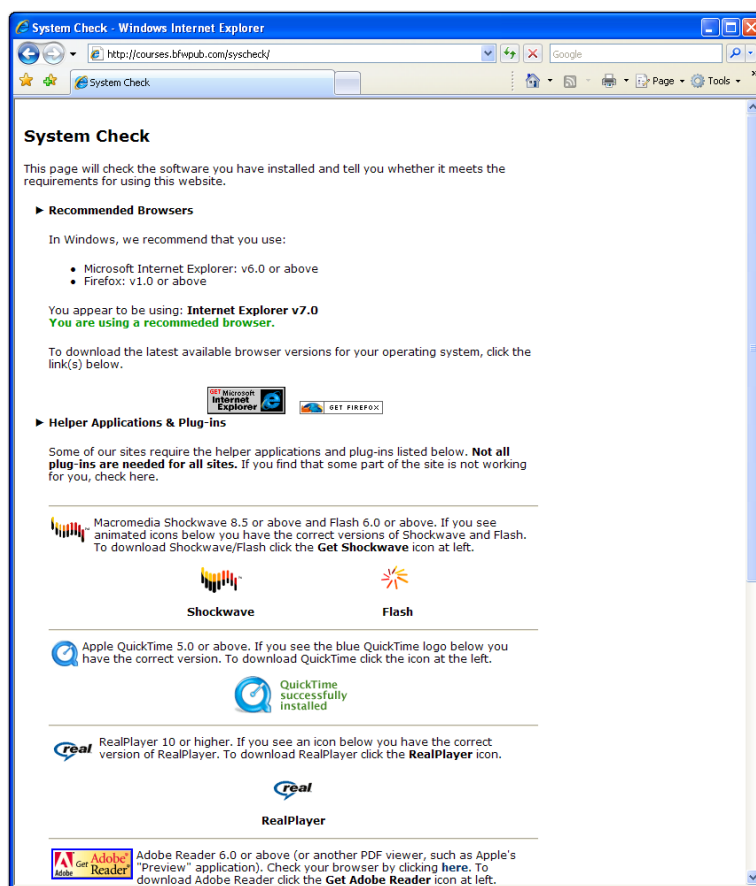 System Check - Windows Internet Explorer
http://courses.bfwpub.com/syscheck/
Google
System Check
Page
Tools
»
System Check
This page will check the software you have installed and tell you whether it meets the
requirements for using this website.
► Recommended Browsers
In Windows, we recommend that you use:
• Microsoft Internet Explorer: v6.0 or above
• Firefox: v1.0 or above
You appear to be using: Internet Explorer v7.0
You are using a recommeded browser.
To download the latest available browser versions for your operating system, click the
link(s) below.
GET Microsoft
Internet
Explorer
GET FIREFOX
► Helper Applications & Plug-ins
Some of our sites require the helper applications and plug-ins listed below. Not all
plug-ins are needed for all sites. If you find that some part of the site is not working
for you, check here.
Macromedia Shockwave 8.5 or above and Flash 6.0 or above. If you see
animated icons below you have the correct versions of Shockwave and Flash.
To download Shockwave/Flash click the Get Shockwave icon at left.
Shockwave
Flash
Apple QuickTime 5.0 or above. If you see the blue QuickTime logo below you
have the correct version. To download QuickTime click the icon at the left.
QuickTime
successfully
installed
real
RealPlayer 10 or higher. If you see an icon below you have the correct
version of RealPlayer. To download RealPlayer click the RealPlayer icon.
real
RealPlayer
Adobe
Get Adobe
Reader
Adobe Reader 6.0 or above (or another PDF viewer, such as Apple's
"Preview" application). Check your browser by clicking here. To
download Adobe Reader click the Get Adobe Reader icon at left.